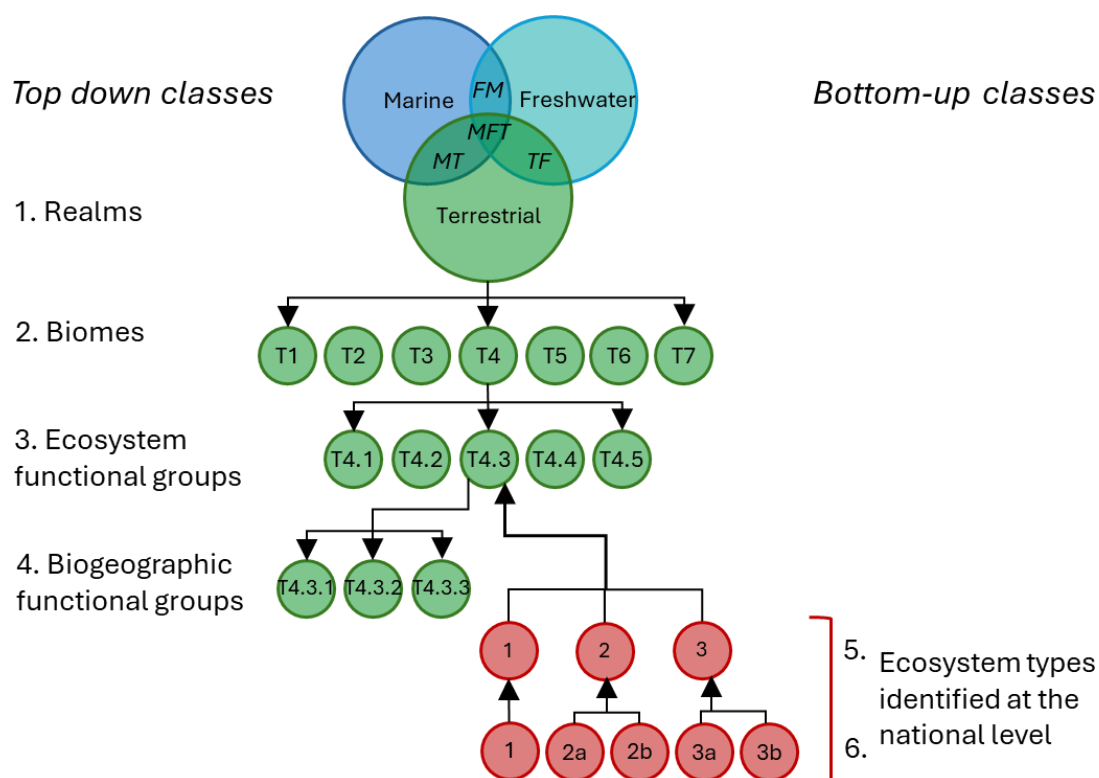 Top down classes
Bottom-up classes
Marine
FM
Freshwater
MFT
MT
TF
1. Realms
Terrestrial
2. Biomes
T1
T2
T3
T4
T5
T6
T7
3. Ecosystem
functional groups
T4.1
T4.2
T4.3
T4.4
T4.5
4. Biogeographic
functional groups
T4.3.1
T4.3.2
T4.3.3
1
2
3
5.
Ecosystem types
identified at the
national level
6.
1
2a
2b
3a
3b